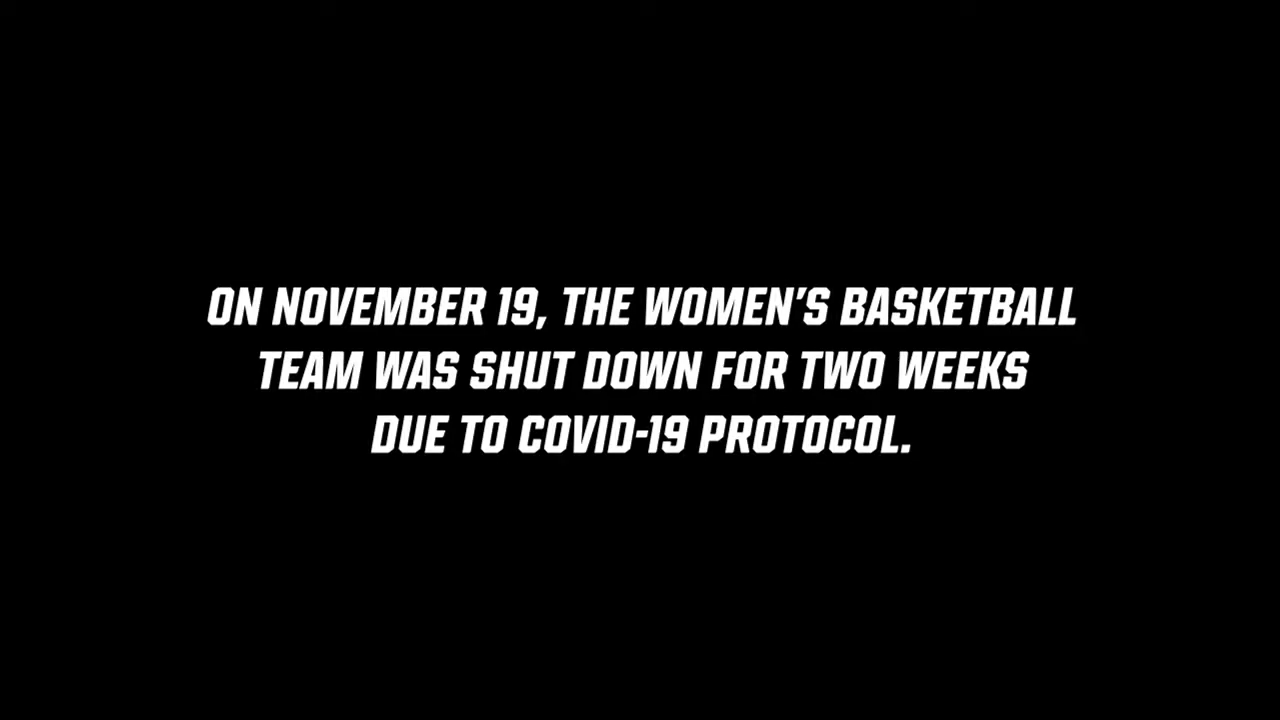 ON NOVEMBER 19, THE WOMEN'S BASKETBALL
TEAM WAS SHUT DOWN FOR TWO WEEKS
DUE TO COVID-19 PROTOCOL.